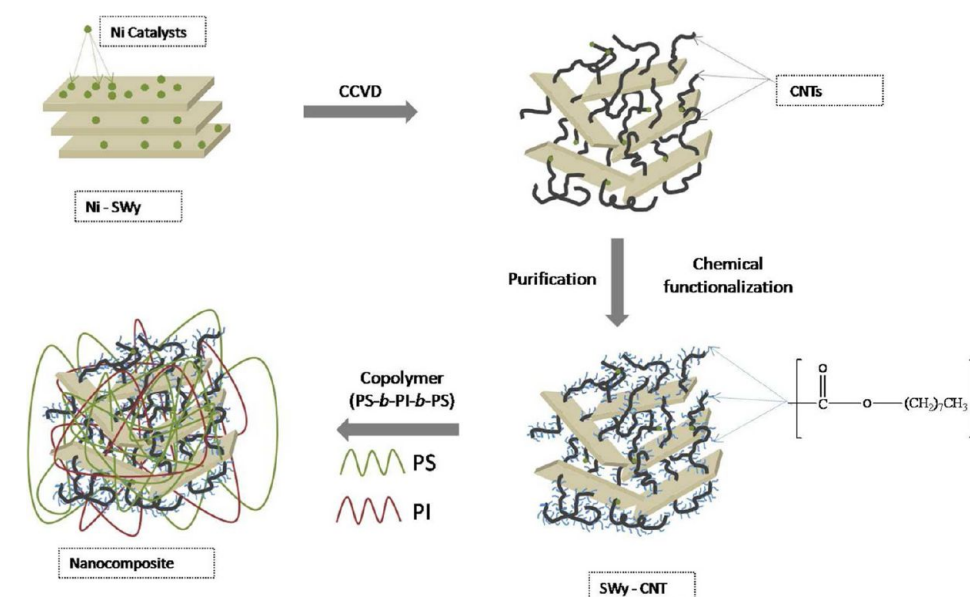 Ni Catalysts
CCVD
CNTs
Ni - SWy
Purification
Chemical
functionalization
O
C
O
(CH2)7CH3
Copolymer
(PS-b-PI-b-PS)
PS
PI
Nanocomposite
SWy - CNT